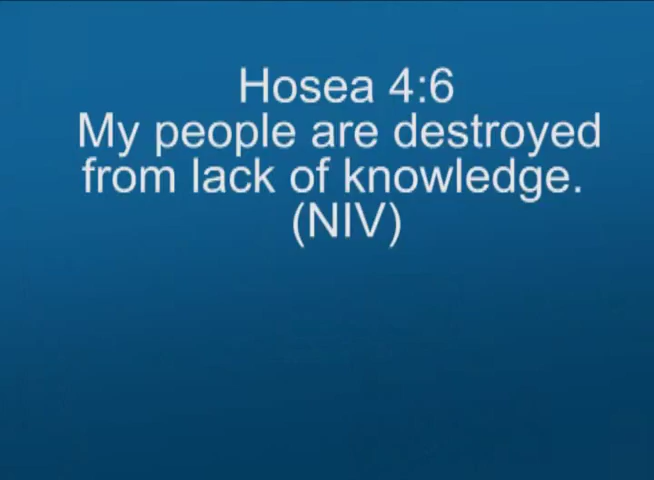 Hosea 4:6
My people are destroyed
from lack of knowledge.
(NIV)